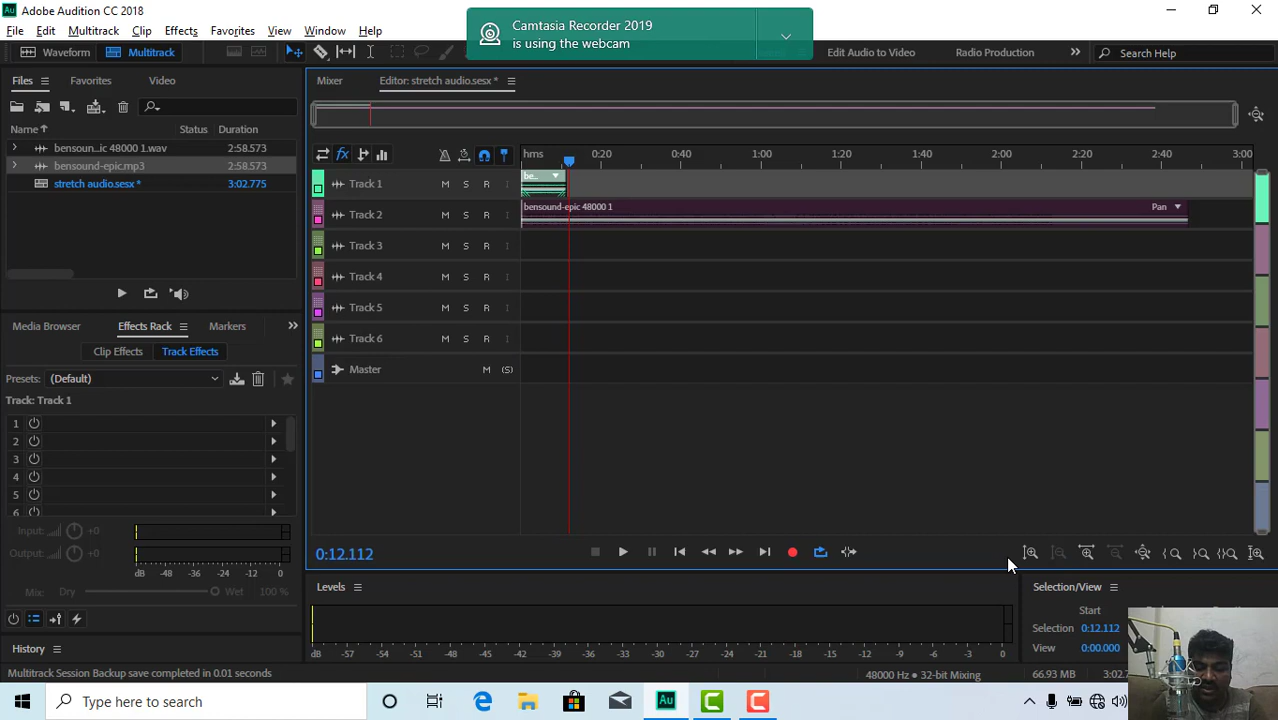 Au Adobe Audition CC 2018
Camtasia Recorder 2019
is using the webcam
File Edit Multitrack Clip Effects Favorites View Window Help
Waveform Multitrack Edit Audio to Video Radio Production Search Help
Files Favorites Video
Mixer Editor: stretch audio.sesx *
Name Status Duration
bensoun...ic 48000 1.wav 2:58.573
bensound-epic.mp3 2:58.573
stretch audio.sesx * 3:02.775
hms 0:20 0:40 1:00 1:20 1:40 2:00 2:20 2:40 3:00
Track 1 M S R I be..
Track 2 M S R I bensound-epic 48000 1 Pan
Track 3 M S R I
Track 4 M S R I
Track 5 M S R I
Track 6 M S R I
Master M (S)
Media Browser Effects Rack Markers
Clip Effects Track Effects
Presets: (Default)
Track: Track 1
1
2
3
4
5
6
Input: +0
Output: +0
dB -48 -36 -24 -12 0
Mix: Dry Wet 100 %
0:12.112
Levels
dB -57 -54 -51 -48 -45 -42 -39 -36 -33 -30 -27 -24 -21 -18 -15 -12 -9 -6 -3 0
Selection/View
Start
Selection 0:12.112
View 0:00.000
History
Multitrack Session Backup save completed in 0.01 seconds
48000 Hz ● 32-bit Mixing 66.93 MB 3:02.7
Type here to search
Au